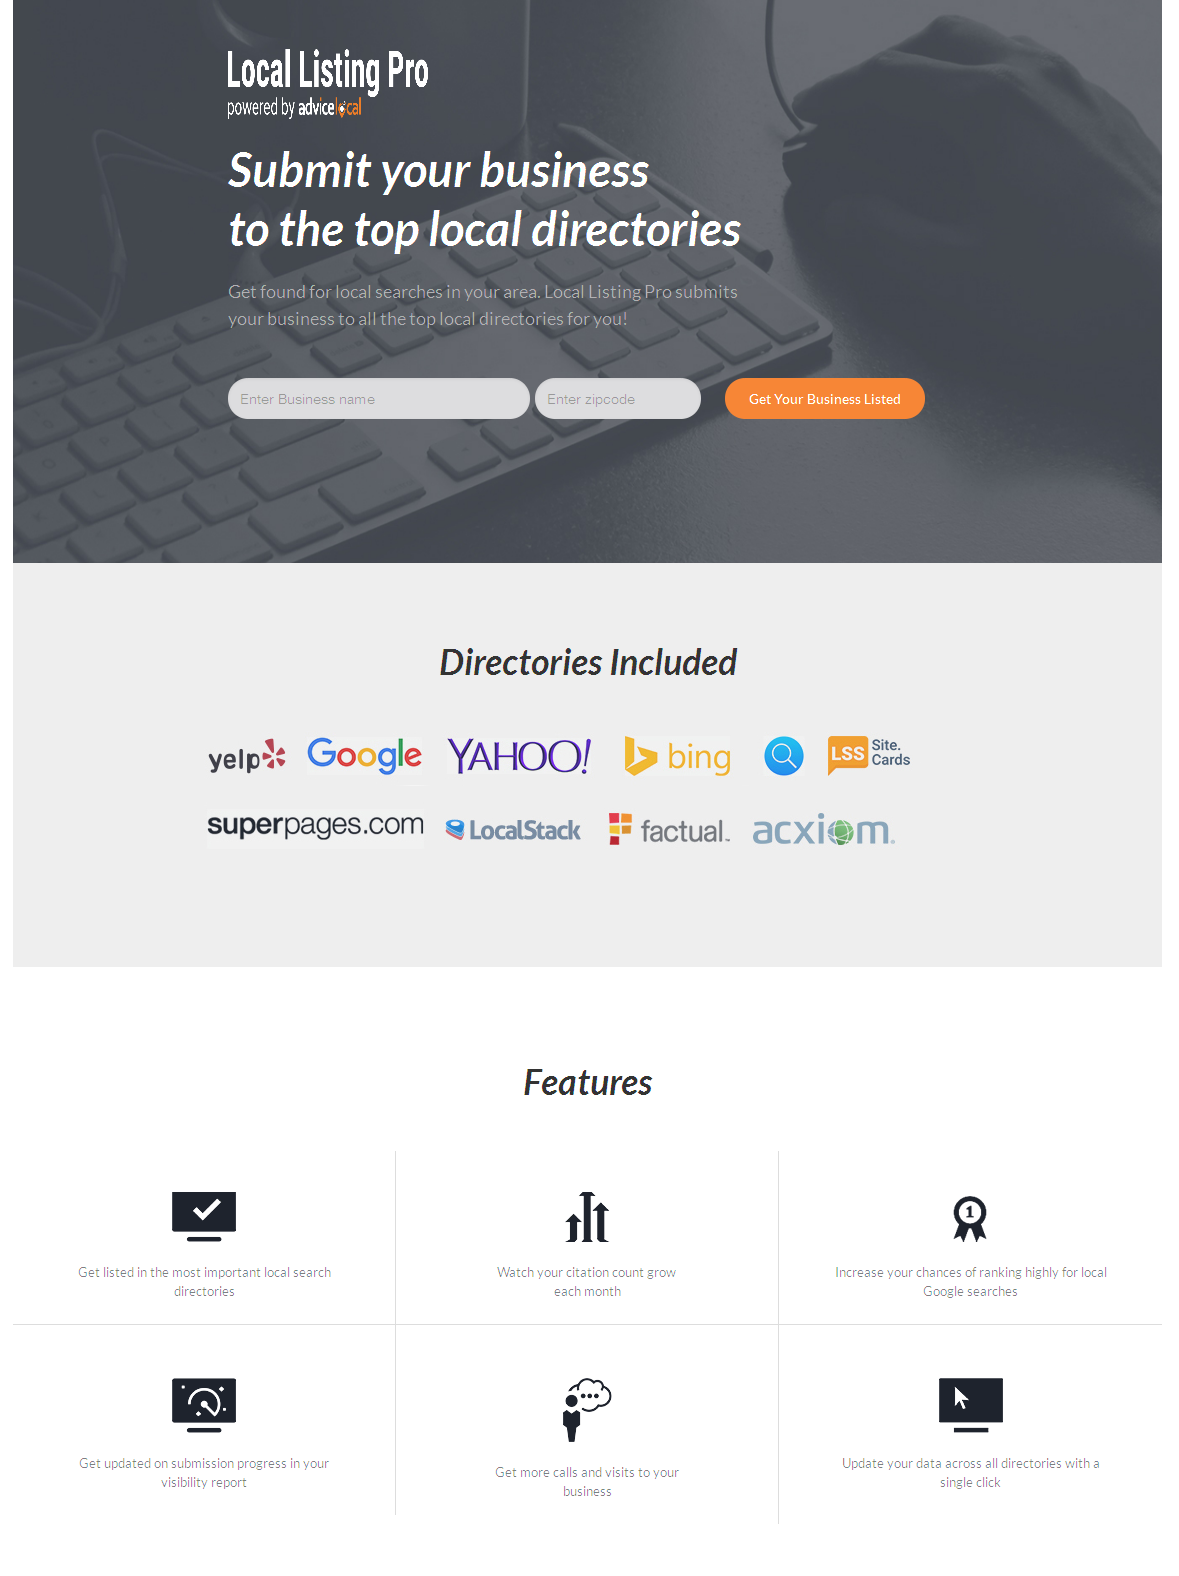 Local Listing Pro
powered by advicelocal
Submit your business
to the top local directories
Get found for local searches in your area. Local Listing Pro submits
your business to all the top local directories for you!
Enter Business name
Enter zipcode
Get Your Business Listed
Directories Included
yelp Google YAHOO! bing LSS Site. Cards
superpages.com LocalStack factual. acxiom.
Features
1
Get listed in the most important local search
directories
Watch your citation count grow
each month
Increase your chances of ranking highly for local
Google searches
Get updated on submission progress in your
visibility report
Get more calls and visits to your
business
Update your data across all directories with a
single click